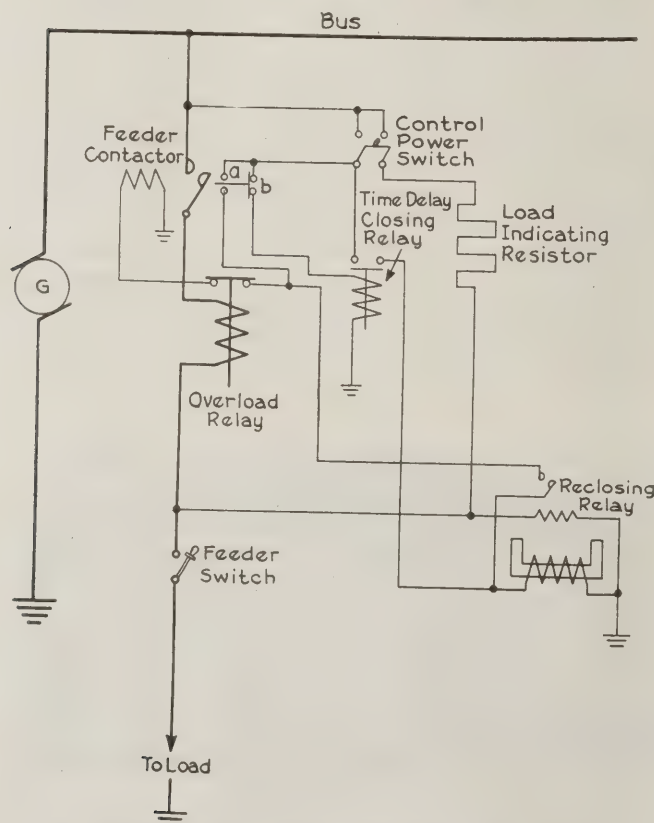 Bus
Feeder
Contactor
a
b
Control
Power
Switch
Time Delay
Closing
Relay
Load
Indicating
Resistor
G
Overload
Relay
Reclosing
Relay
Feeder
Switch
To Load